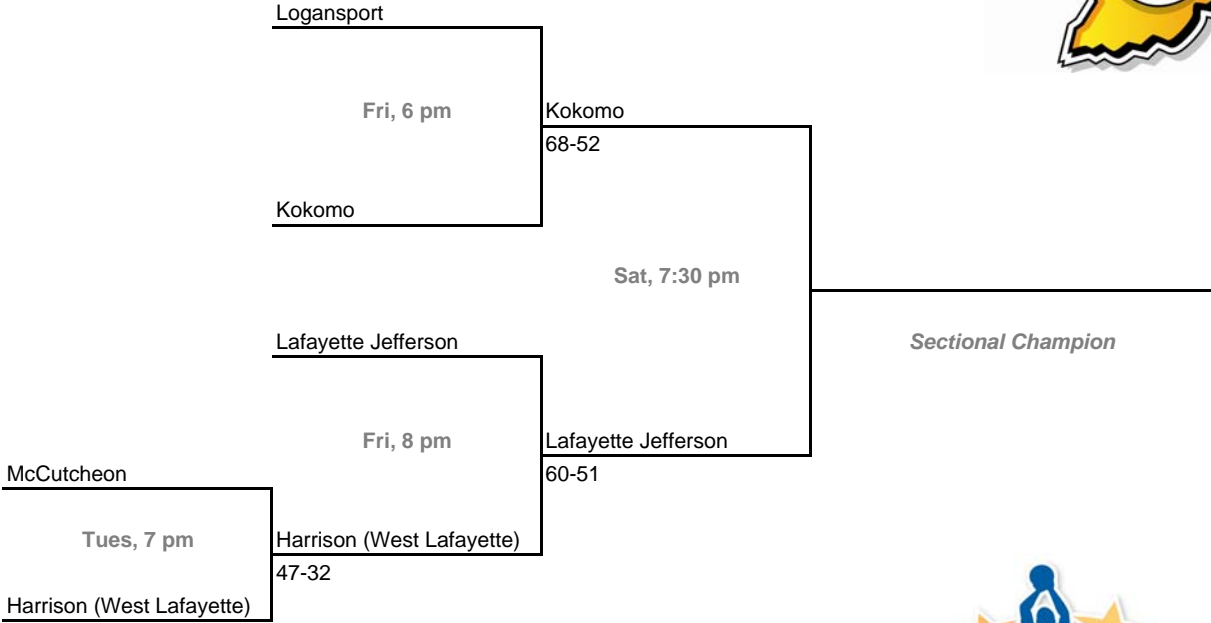 Logansport
Fri, 6 pm
Kokomo
68-52
Kokomo
Sat, 7:30 pm
Lafayette Jefferson
Sectional Champion
Fri, 8 pm
Lafayette Jefferson
60-51
McCutcheon
Tues, 7 pm
Harrison (West Lafayette)
47-32
Harrison (West Lafayette)